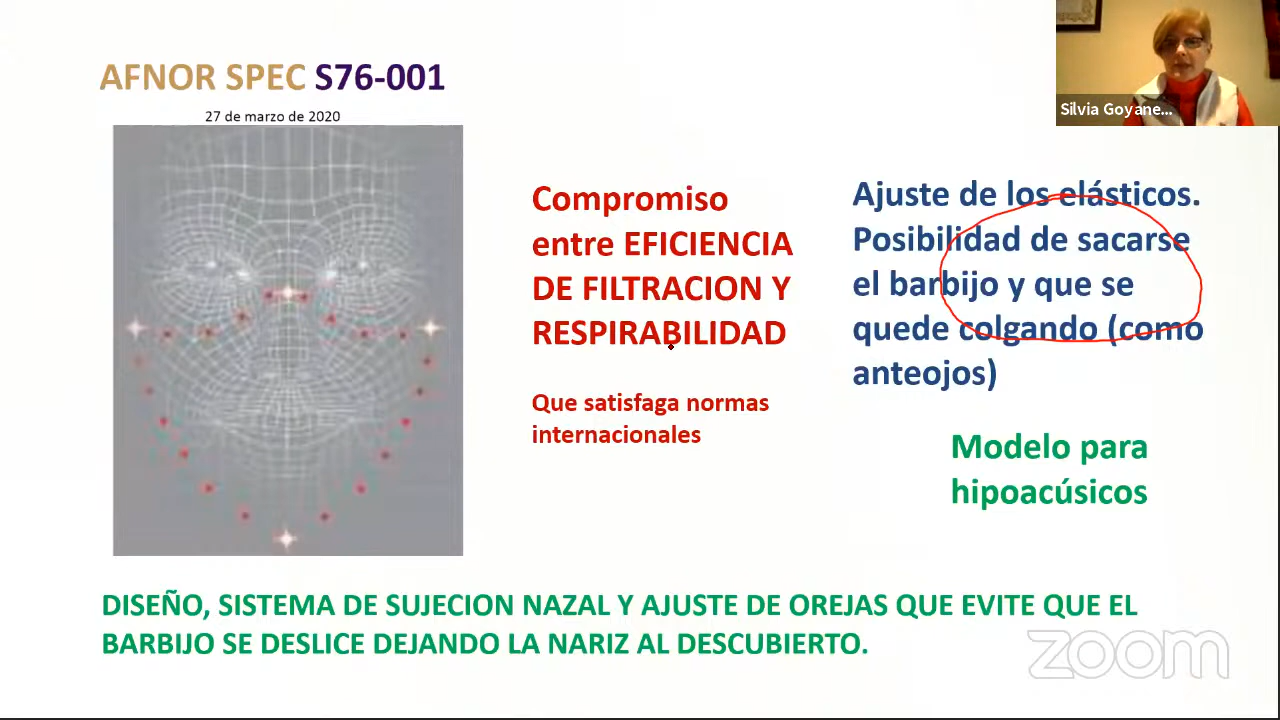 AFNOR SPEC S76-001
27 de marzo de 2020
Silvia Goyane...
Compromiso
entre EFICIENCIA
DE FILTRACION Y
RESPIRABILIDAD
Que satisfaga normas
internacionales
Ajuste de los elásticos.
Posibilidad de sacarse
el barbijo y que se
quede colgando (como
anteojos)
Modelo para
hipoacúsicos
DISEÑO, SISTEMA DE SUJECION NAZAL Y AJUSTE DE OREJAS QUE EVITE QUE EL
BARBIJO SE DESLICE DEJANDO LA NARIZ AL DESCUBIERTO.
zoom